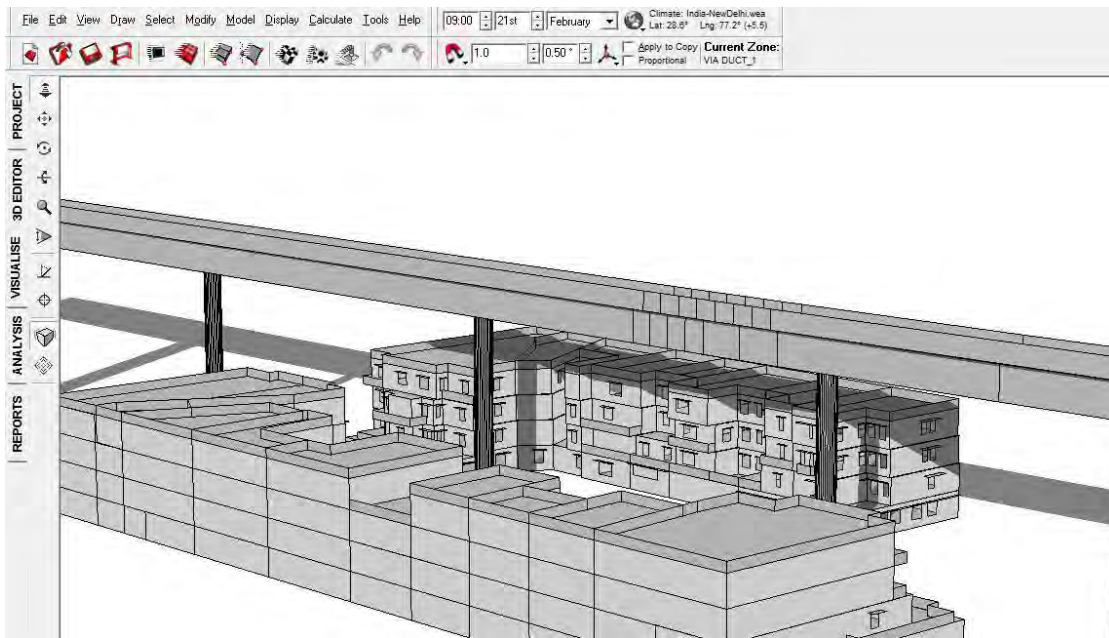 File Edit View Draw Select Modify Model Display Calculate Tools Help
09:00 21st February Climate: India-NewDelhi.wea
Lat: 28.6° Lng: 77.2° (+5.5)
1.0 0.50 ° Apply to Copy Current Zone:
Proportional VIA DUCT_1
PROJECT
3D EDITOR
VISUALISE
ANALYSIS
REPORTS